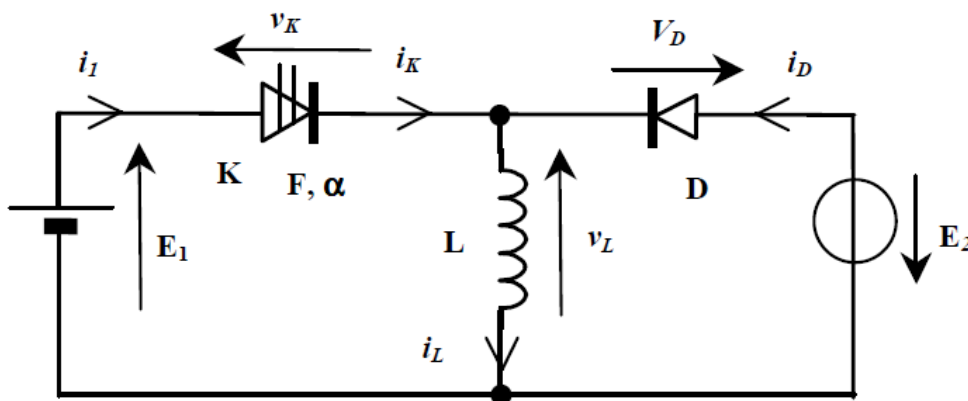 v_K
V_D
i_1
i_K
i_D
K
F, α
D
E_1
L
v_L
E_2
i_L